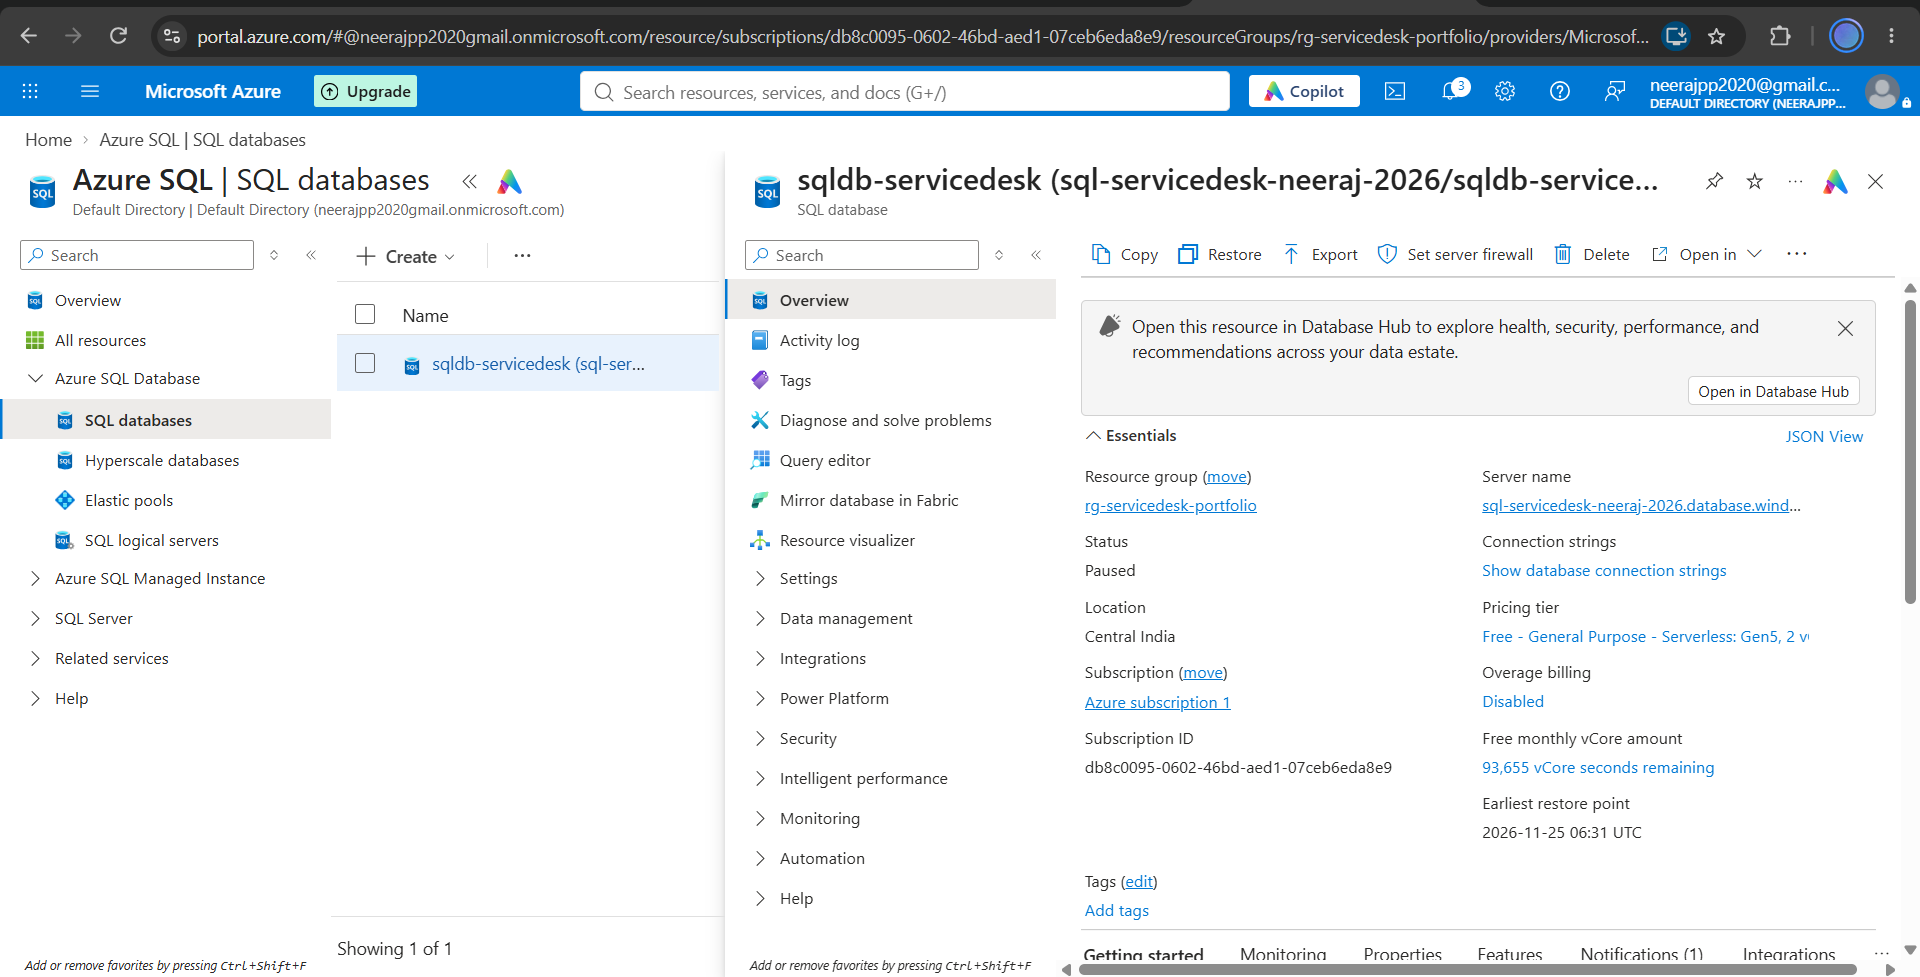 portal.azure.com/#@neerajpp2020gmail.onmicrosoft.com/resource/subscriptions/db8c0095-0602-46bd-aed1-07ceb6eda8e9/resourceGroups/rg-servicedesk-portfolio/providers/Microsof...
Microsoft Azure
Upgrade
Search resources, services, and docs (G+/)
Copilot
3
neerajpp2020@gmail.c...
DEFAULT DIRECTORY (NEERAJPP...
Home > Azure SQL | SQL databases
Azure SQL | SQL databases
Default Directory | Default Directory (neerajpp2020gmail.onmicrosoft.com)
Search
Overview
All resources
Azure SQL Database
SQL databases
Hyperscale databases
Elastic pools
SQL logical servers
Azure SQL Managed Instance
SQL Server
Related services
Help
Add or remove favorites by pressing Ctrl+Shift+F
Create
...
Name
sqldb-servicedesk (sql-ser...
Showing 1 of 1
sqldb-servicedesk (sql-servicedesk-neeraj-2026/sqldb-service...
SQL database
Search
Overview
Activity log
Tags
Diagnose and solve problems
Query editor
Mirror database in Fabric
Resource visualizer
Settings
Data management
Integrations
Power Platform
Security
Intelligent performance
Monitoring
Automation
Help
Add or remove favorites by pressing Ctrl+Shift+F
Copy
Restore
Export
Set server firewall
Delete
Open in
...
Open this resource in Database Hub to explore health, security, performance, and
recommendations across your data estate.
Open in Database Hub
Essentials
JSON View
Resource group (move)
rg-servicedesk-portfolio
Status
Paused
Location
Central India
Subscription (move)
Azure subscription 1
Subscription ID
db8c0095-0602-46bd-aed1-07ceb6eda8e9
Server name
sql-servicedesk-neeraj-2026.database.wind...
Connection strings
Show database connection strings
Pricing tier
Free - General Purpose - Serverless: Gen5, 2 v
Overage billing
Disabled
Free monthly vCore amount
93,655 vCore seconds remaining
Earliest restore point
2026-11-25 06:31 UTC
Tags (edit)
Add tags
Getting started
Monitoring
Properties
Features
Notifications (1)
Integrations
...